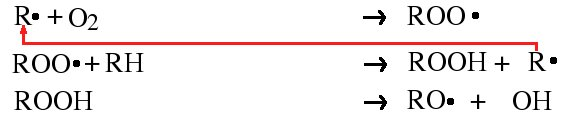 R• + O2 → ROO •
ROO• + RH → ROOH + R•
ROOH → RO• + OH